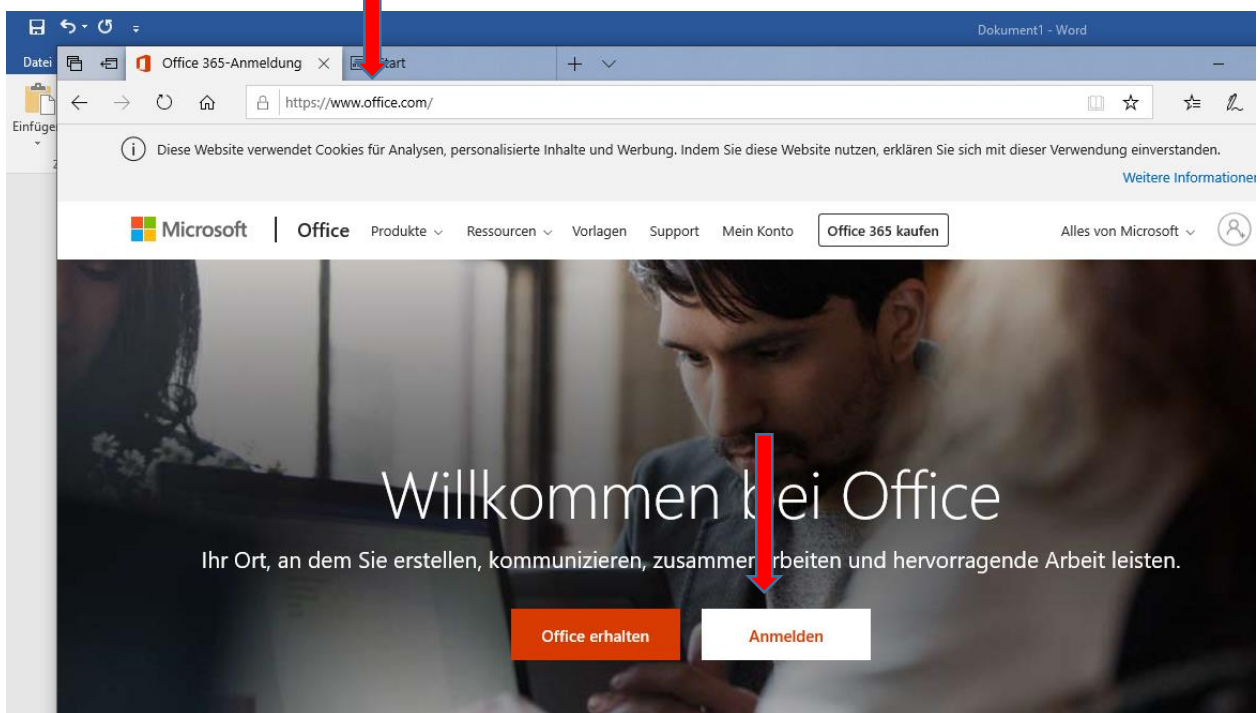 Dokument1 - Word
Datei
Office 365-Anmeldung
Einfüge
https://www.office.com/
Diese Website verwendet Cookies für Analysen, personalisierte Inhalte und Werbung. Indem Sie diese Website nutzen, erklären Sie sich mit dieser Verwendung einverstanden.
Weitere Informationen
Microsoft | Office Produkte Ressourcen Vorlagen Support Mein Konto Office 365 kaufen Alles von Microsoft
Willkommen bei Office
Ihr Ort, an dem Sie erstellen, kommunizieren, zusammenarbeiten und hervorragende Arbeit leisten.
Office erhalten Anmelden